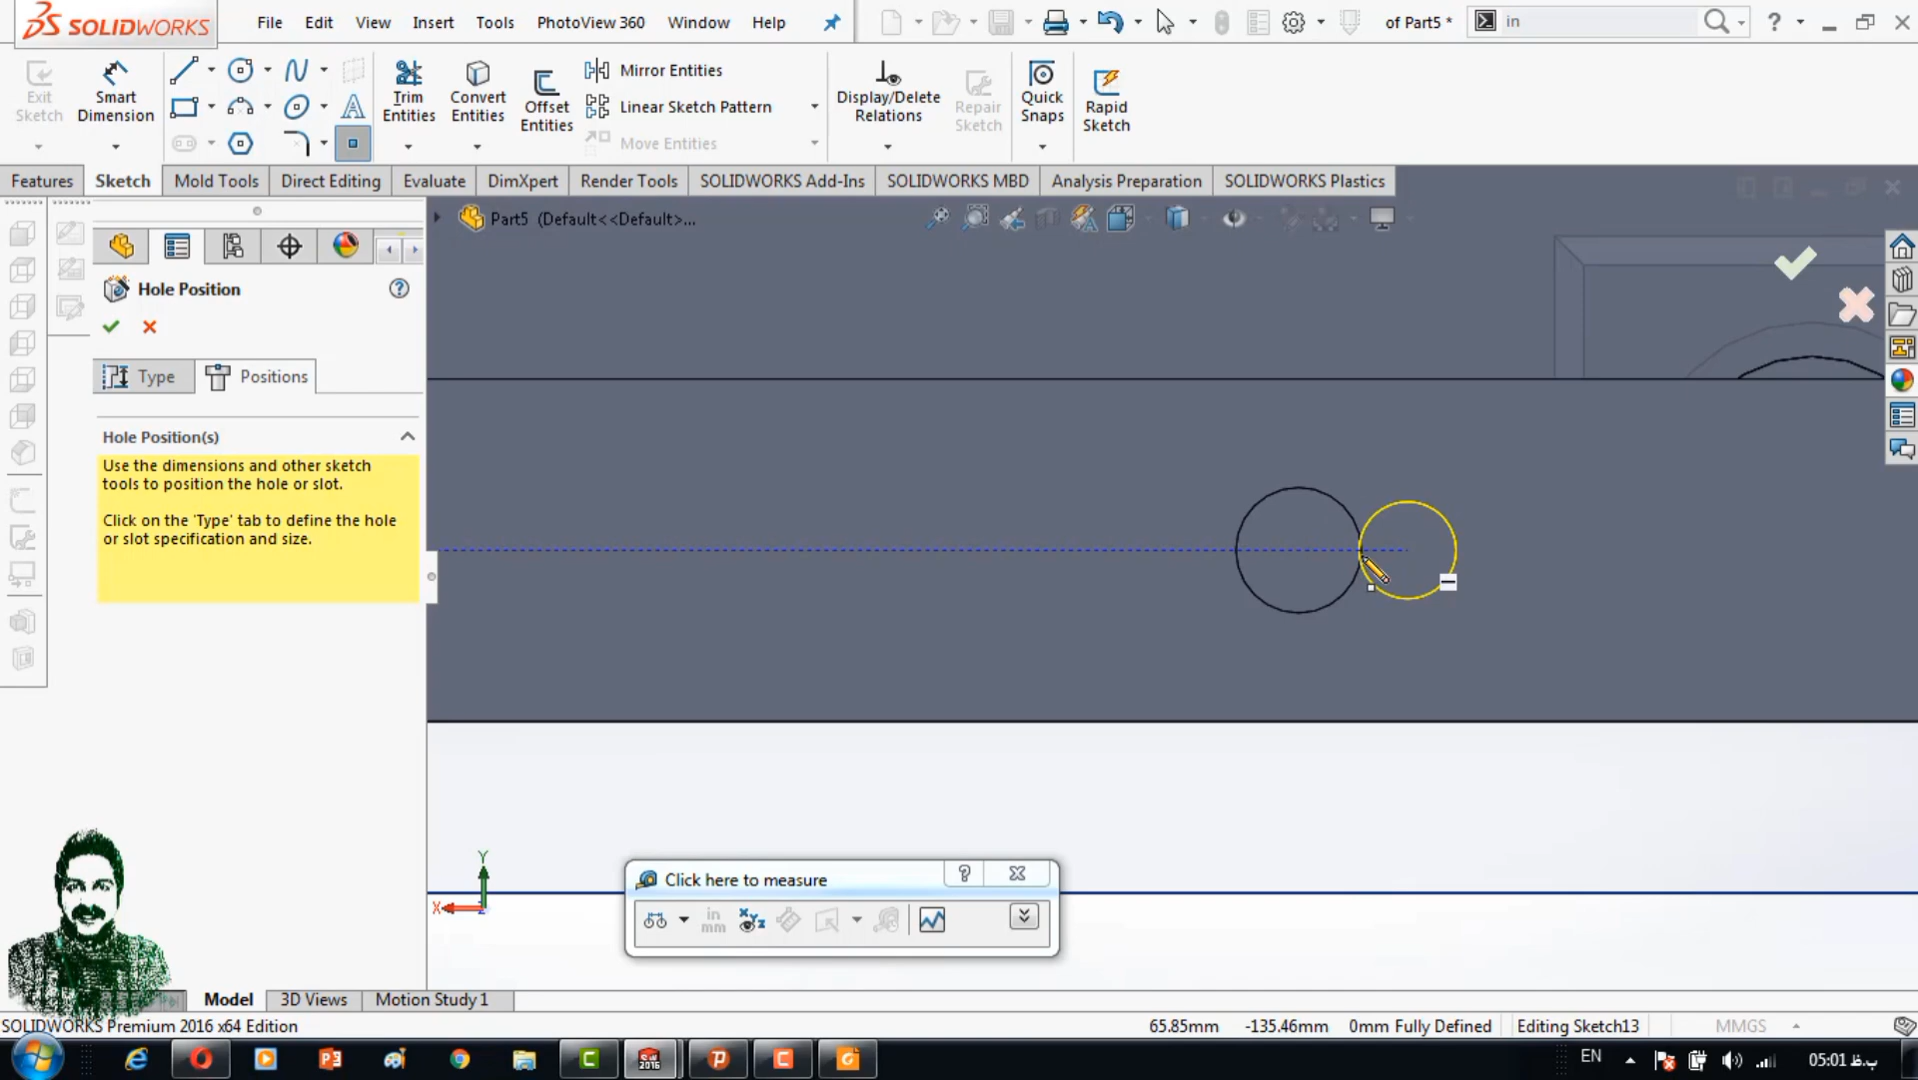 SOLIDWORKS
File
Edit
View
Insert
Tools
PhotoView 360
Window
Help
of Part5 *
in
?
Exit
Sketch
Smart
Dimension
Trim
Entities
Convert
Entities
Offset
Entities
Mirror Entities
Linear Sketch Pattern
Move Entities
Display/Delete
Relations
Repair
Sketch
Quick
Snaps
Rapid
Sketch
Features
Sketch
Mold Tools
Direct Editing
Evaluate
DimXpert
Render Tools
SOLIDWORKS Add-Ins
SOLIDWORKS MBD
Analysis Preparation
SOLIDWORKS Plastics
Part5 (Default<<Default>...
Hole Position
?
Type
Positions
Hole Position(s)
Use the dimensions and other sketch
tools to position the hole or slot.
Click on the 'Type' tab to define the hole
or slot specification and size.
Y
X
Click here to measure
?
in
mm
XYZ
Model
3D Views
Motion Study 1
SOLIDWORKS Premium 2016 x64 Edition
65.85mm
-135.46mm
0mm Fully Defined
Editing Sketch13
MMGS
EN
05:01 ب.ظ